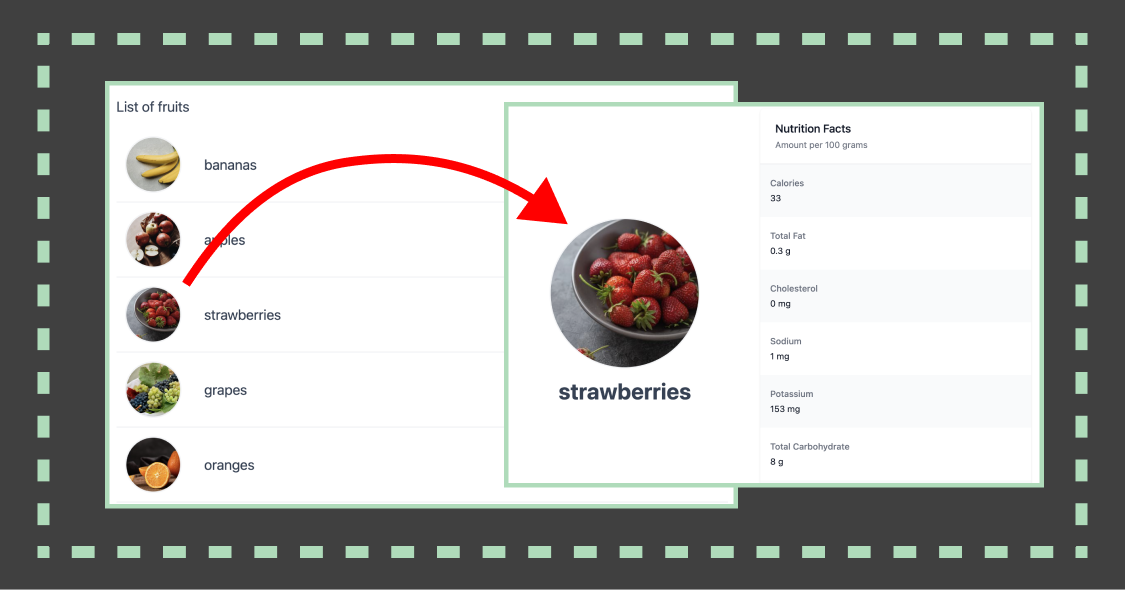 List of fruits
bananas
apples
strawberries
grapes
oranges
strawberries
Nutrition Facts
Amount per 100 grams
Calories
33
Total Fat
0.3 g
Cholesterol
0 mg
Sodium
1 mg
Potassium
153 mg
Total Carbohydrate
8 g